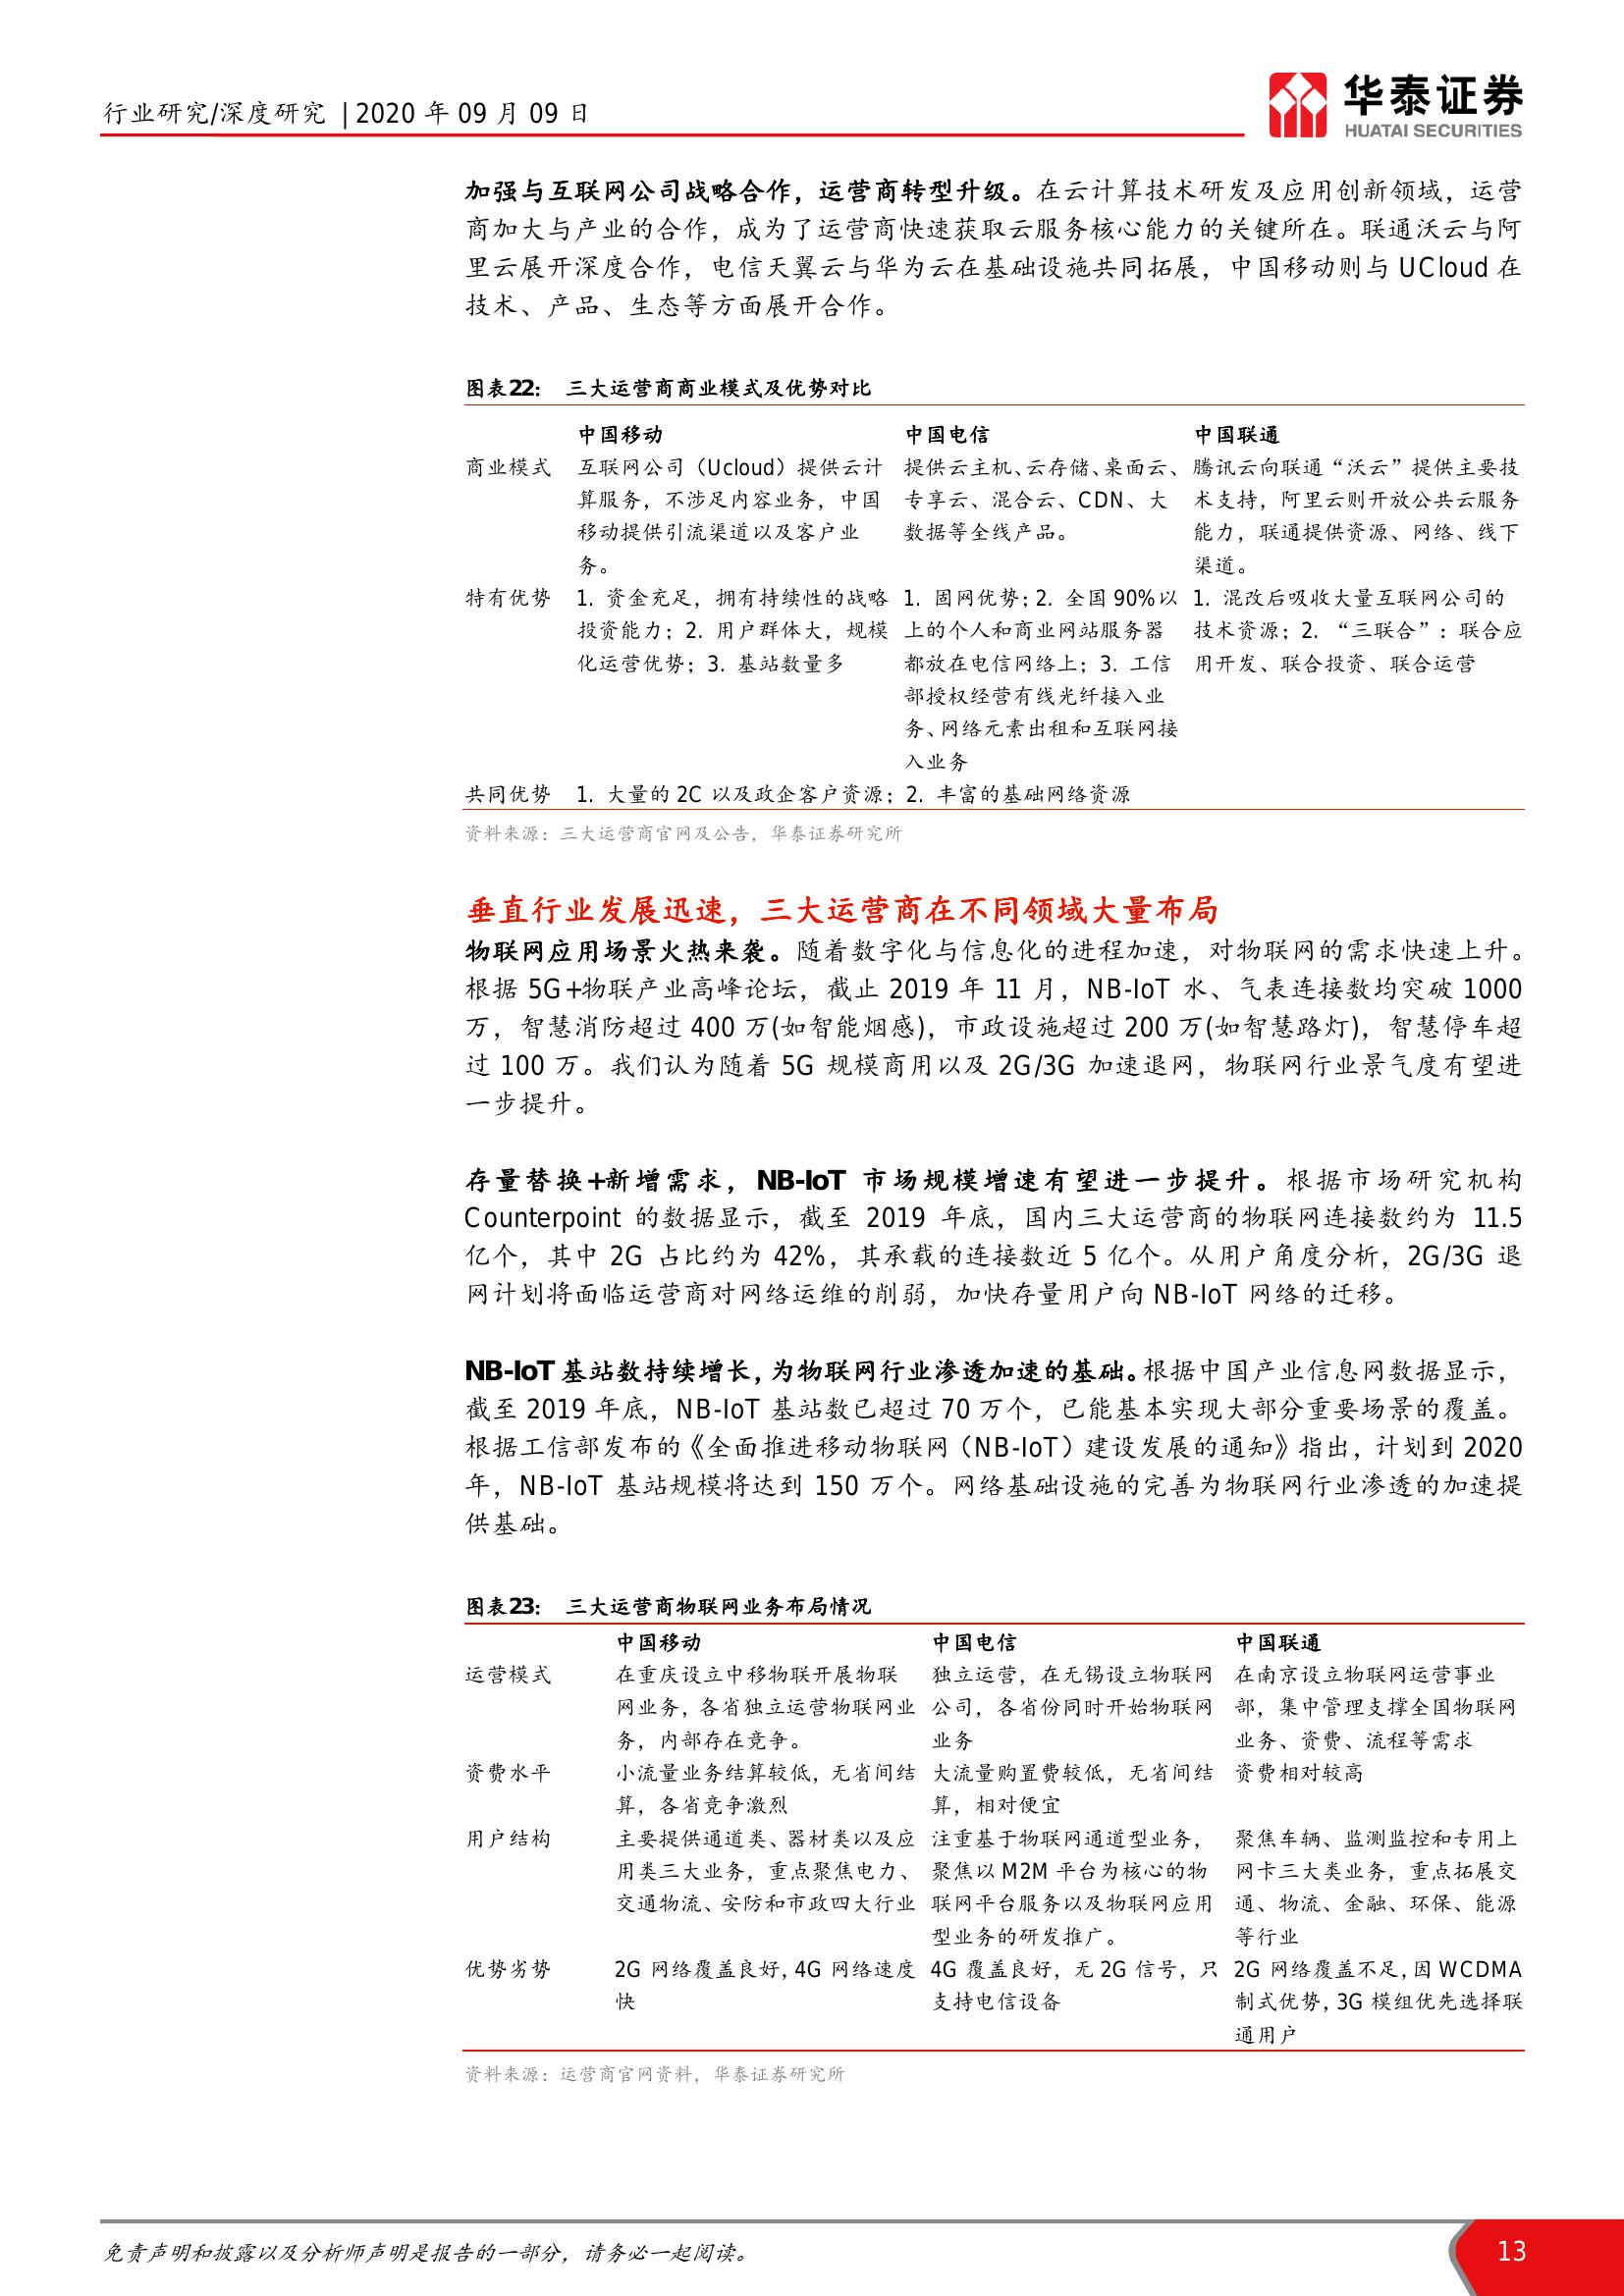 行业研究/深度研究 | 2020 年 09 月 09 日
华泰证券
HUATAI SECURITIES
加强与互联网公司战略合作，运营商转型升级。在云计算技术研发及应用创新领域，运营
商加大与产业的合作，成为了运营商快速获取云服务核心能力的关键所在。联通沃云与阿
里云展开深度合作，电信天翼云与华为云在基础设施共同拓展，中国移动则与 UCloud 在
技术、产品、生态等方面展开合作。
图表22： 三大运营商商业模式及优势对比
中国移动 中国电信 中国联通
商业模式 互联网公司（Ucloud）提供云计 提供云主机、云存储、桌面云、 腾讯云向联通“沃云”提供主要技
算服务，不涉足内容业务，中国 专享云、混合云、CDN、大 术支持，阿里云则开放公共云服务
移动提供引流渠道以及客户业 数据等全线产品。 能力，联通提供资源、网络、线下
务。 渠道。
特有优势 1. 资金充足，拥有持续性的战略 1. 固网优势；2. 全国 90%以 1. 混改后吸收大量互联网公司的
投资能力；2. 用户群体大，规模 上的个人和商业网站服务器 技术资源；2. “三联合”：联合应
化运营优势；3. 基站数量多 都放在电信网络上；3. 工信 用开发、联合投资、联合运营
部授权经营有线光纤接入业
务、网络元素出租和互联网接
入业务
共同优势 1. 大量的 2C 以及政企客户资源；2. 丰富的基础网络资源
资料来源：三大运营商官网及公告，华泰证券研究所
垂直行业发展迅速，三大运营商在不同领域大量布局
物联网应用场景火热来袭。随着数字化与信息化的进程加速，对物联网的需求快速上升。
根据 5G+物联产业高峰论坛，截止 2019 年 11 月，NB-IoT 水、气表连接数均突破 1000
万，智慧消防超过 400 万(如智能烟感)，市政设施超过 200 万(如智慧路灯)，智慧停车超
过 100 万。我们认为随着 5G 规模商用以及 2G/3G 加速退网，物联网行业景气度有望进
一步提升。
存量替换+新增需求，NB-IoT 市场规模增速有望进一步提升。根据市场研究机构
Counterpoint 的数据显示，截至 2019 年底，国内三大运营商的物联网连接数约为 11.5
亿个，其中 2G 占比约为 42%，其承载的连接数近 5 亿个。从用户角度分析，2G/3G 退
网计划将面临运营商对网络运维的削弱，加快存量用户向 NB-IoT 网络的迁移。
NB-IoT 基站数持续增长，为物联网行业渗透加速的基础。根据中国产业信息网数据显示，
截至 2019 年底，NB-IoT 基站数已超过 70 万个，已能基本实现大部分重要场景的覆盖。
根据工信部发布的《全面推进移动物联网（NB-IoT）建设发展的通知》指出，计划到 2020
年，NB-IoT 基站规模将达到 150 万个。网络基础设施的完善为物联网行业渗透的加速提
供基础。
图表23： 三大运营商物联网业务布局情况
中国移动 中国电信 中国联通
运营模式 在重庆设立中移物联开展物联 独立运营，在无锡设立物联网 在南京设立物联网运营事业
网业务，各省独立运营物联网业 公司，各省份同时开始物联网 部，集中管理支撑全国物联网
务，内部存在竞争。 业务 业务、资费、流程等需求
资费水平 小流量业务结算较低，无省间结 大流量购置费较低，无省间结 资费相对较高
算，各省竞争激烈 算，相对便宜
用户结构 主要提供通道类、器材类以及应 注重基于物联网通道型业务， 聚焦车辆、监测监控和专用上
用类三大业务，重点聚焦电力、 聚焦以 M2M 平台为核心的物 网卡三大类业务，重点拓展交
交通物流、安防和市政四大行业 联网平台服务以及物联网应用 通、物流、金融、环保、能源
型业务的研发推广。 等行业
优势劣势 2G 网络覆盖良好，4G 网络速度 4G 覆盖良好，无 2G 信号，只 2G 网络覆盖不足，因 WCDMA
快 支持电信设备 制式优势，3G 模组优先选择联
通用户
资料来源：运营商官网资料，华泰证券研究所
免责声明和披露以及分析师声明是报告的一部分，请务必一起阅读。
13